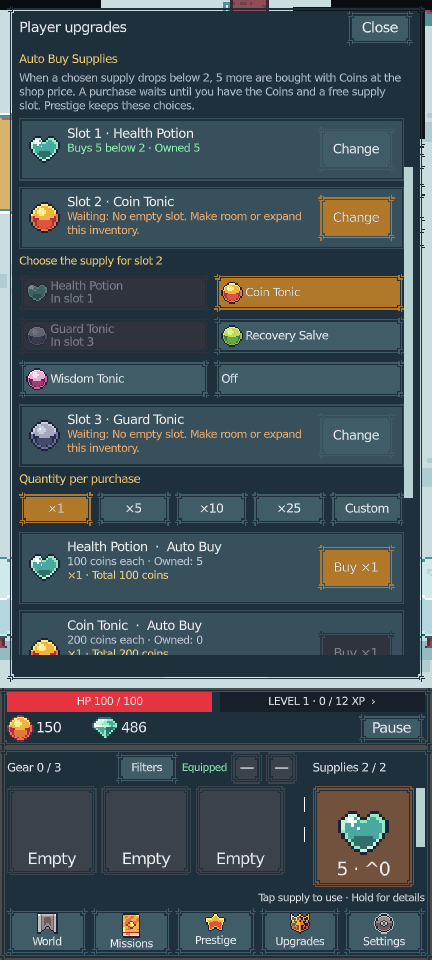 Player upgrades
Close
Auto Buy Supplies
When a chosen supply drops below 2, 5 more are bought with Coins at the
shop price. A purchase waits until you have the Coins and a free supply
slot. Prestige keeps these choices.
Slot 1 · Health Potion
Buys 5 below 2 · Owned 5
Change
Slot 2 · Coin Tonic
Waiting: No empty slot. Make room or expand
this inventory.
Change
Choose the supply for slot 2
Health Potion
In slot 1
Coin Tonic
Guard Tonic
In slot 3
Recovery Salve
Wisdom Tonic
Off
Slot 3 · Guard Tonic
Waiting: No empty slot. Make room or expand
this inventory.
Change
Quantity per purchase
×1
×5
×10
×25
Custom
Health Potion · Auto Buy
100 coins each · Owned: 5
×1 · Total 100 coins
Buy ×1
Coin Tonic · Auto Buy
200 coins each · Owned: 0
×1 · Total 200 coins
Buy ×1
HP 100 / 100
LEVEL 1 · 0 / 12 XP ›
150
486
Pause
Gear 0 / 3
Filters
Equipped
—
—
Supplies 2 / 2
Empty
Empty
Empty
5 · ^0
Tap supply to use · Hold for details
World
Missions
Prestige
Upgrades
Settings